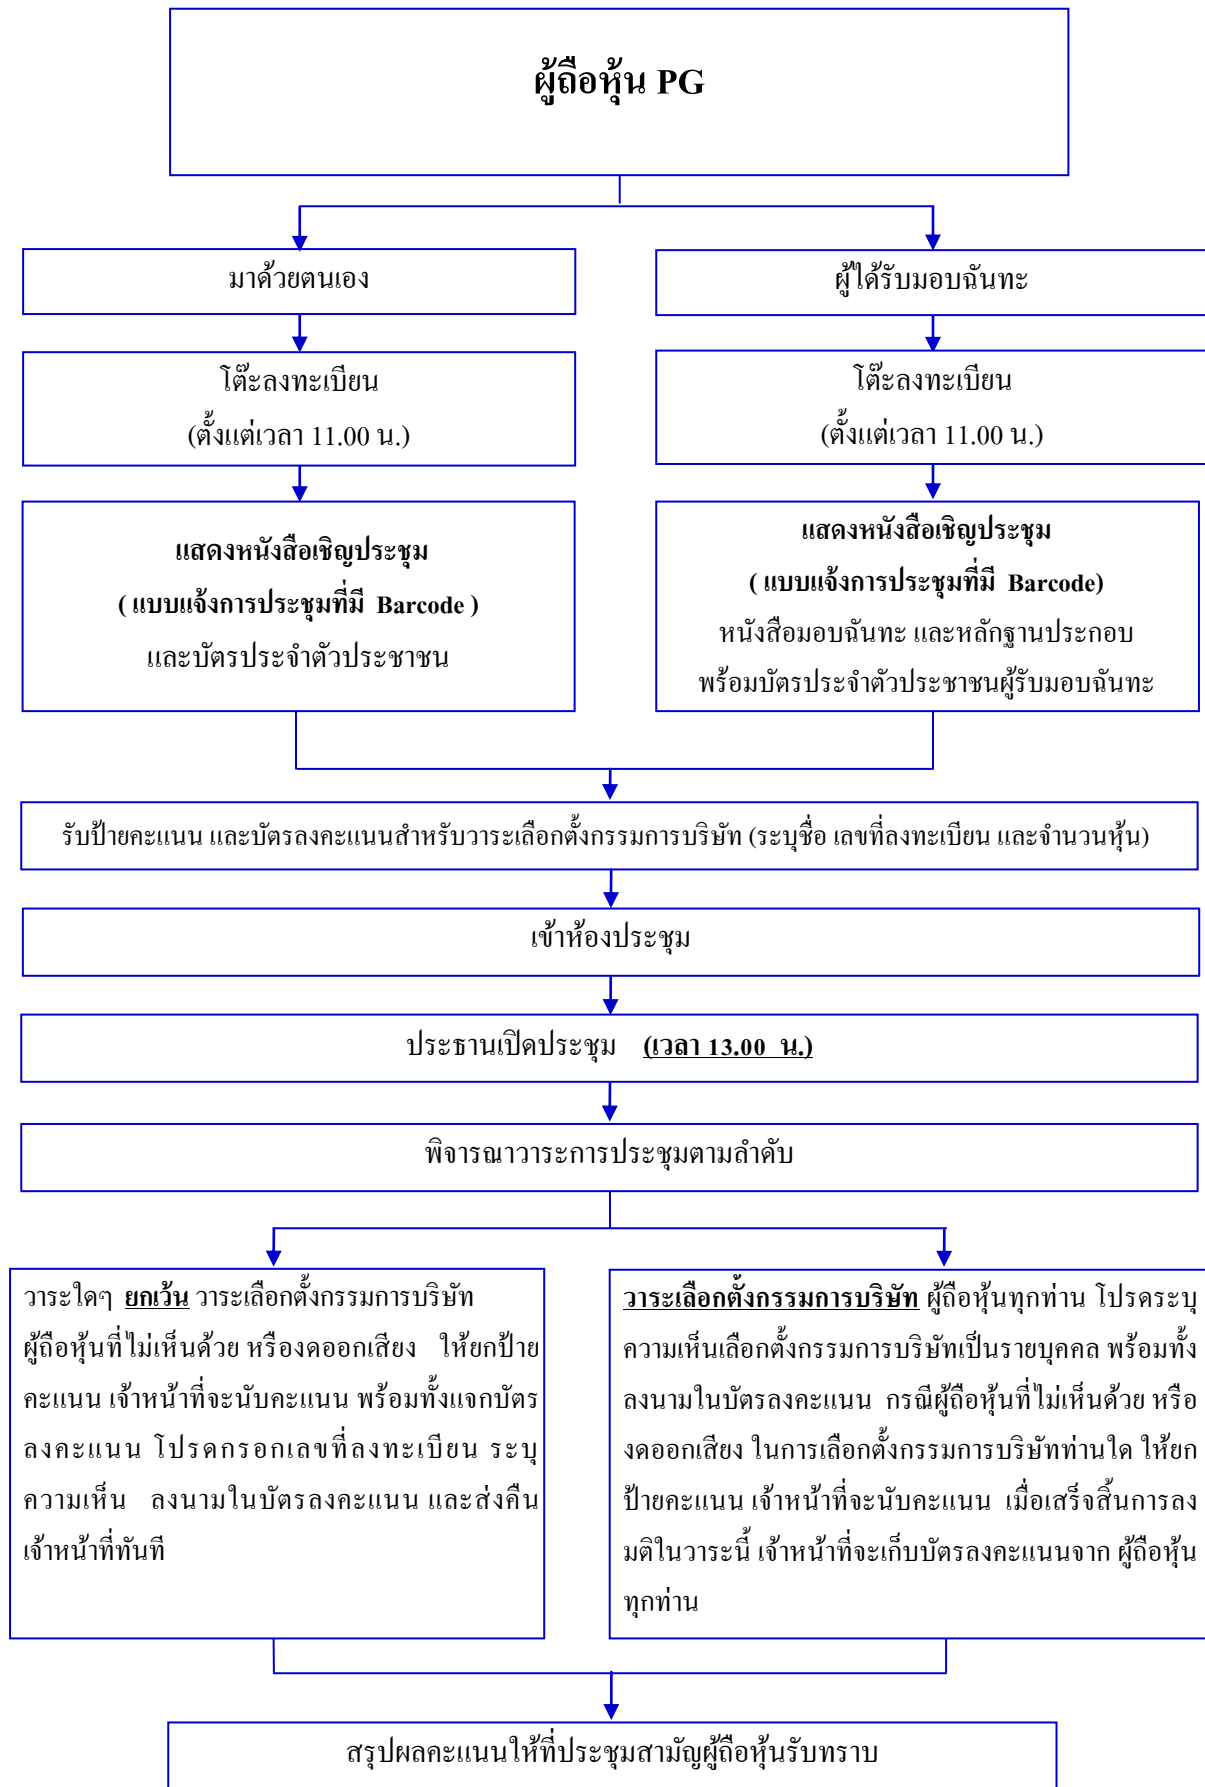 ผู้ถือหุ้น PG
มาด้วยตนเอง
ผู้ได้รับมอบฉันทะ
โต๊ะลงทะเบียน
(ตั้งแต่เวลา 11.00 น.)
โต๊ะลงทะเบียน
(ตั้งแต่เวลา 11.00 น.)
แสดงหนังสือเชิญประชุม
( แบบแจ้งการประชุมที่มี Barcode )
และบัตรประจำตัวประชาชน
แสดงหนังสือเชิญประชุม
( แบบแจ้งการประชุมที่มี Barcode)
หนังสือมอบฉันทะ และหลักฐานประกอบ
พร้อมบัตรประจำตัวประชาชนผู้รับมอบฉันทะ
รับป้ายคะแนน และบัตรลงคะแนนสำหรับวาระเลือกตั้งกรรมการบริษัท (ระบุชื่อ เลขที่ลงทะเบียน และจำนวนหุ้น)
เข้าห้องประชุม
ประธานเปิดประชุม (เวลา 13.00 น.)
พิจารณาวาระการประชุมตามลำดับ
วาระใดๆ ยกเว้น วาระเลือกตั้งกรรมการบริษัท
ผู้ถือหุ้นที่ไม่เห็นด้วย หรืองดออกเสียง ให้ยกป้าย
คะแนน เจ้าหน้าที่จะนับคะแนน พร้อมทั้งแจกบัตร
ลงคะแนน โปรดกรอกเลขที่ลงทะเบียน ระบุ
ความเห็น ลงนามในบัตรลงคะแนน และส่งคืน
เจ้าหน้าที่ทันที
วาระเลือกตั้งกรรมการบริษัท ผู้ถือหุ้นทุกท่าน โปรดระบุ
ความเห็นเลือกตั้งกรรมการบริษัทเป็นรายบุคคล พร้อมทั้ง
ลงนามในบัตรลงคะแนน กรณีผู้ถือหุ้นที่ไม่เห็นด้วย หรือ
งดออกเสียง ในการเลือกตั้งกรรมการบริษัทท่านใด ให้ยก
ป้ายคะแนน เจ้าหน้าที่จะนับคะแนน เมื่อเสร็จสิ้นการลง
มติในวาระนี้ เจ้าหน้าที่จะเก็บบัตรลงคะแนนจาก ผู้ถือหุ้น
ทุกท่าน
สรุปผลคะแนนให้ที่ประชุมสามัญผู้ถือหุ้นรับทราบ